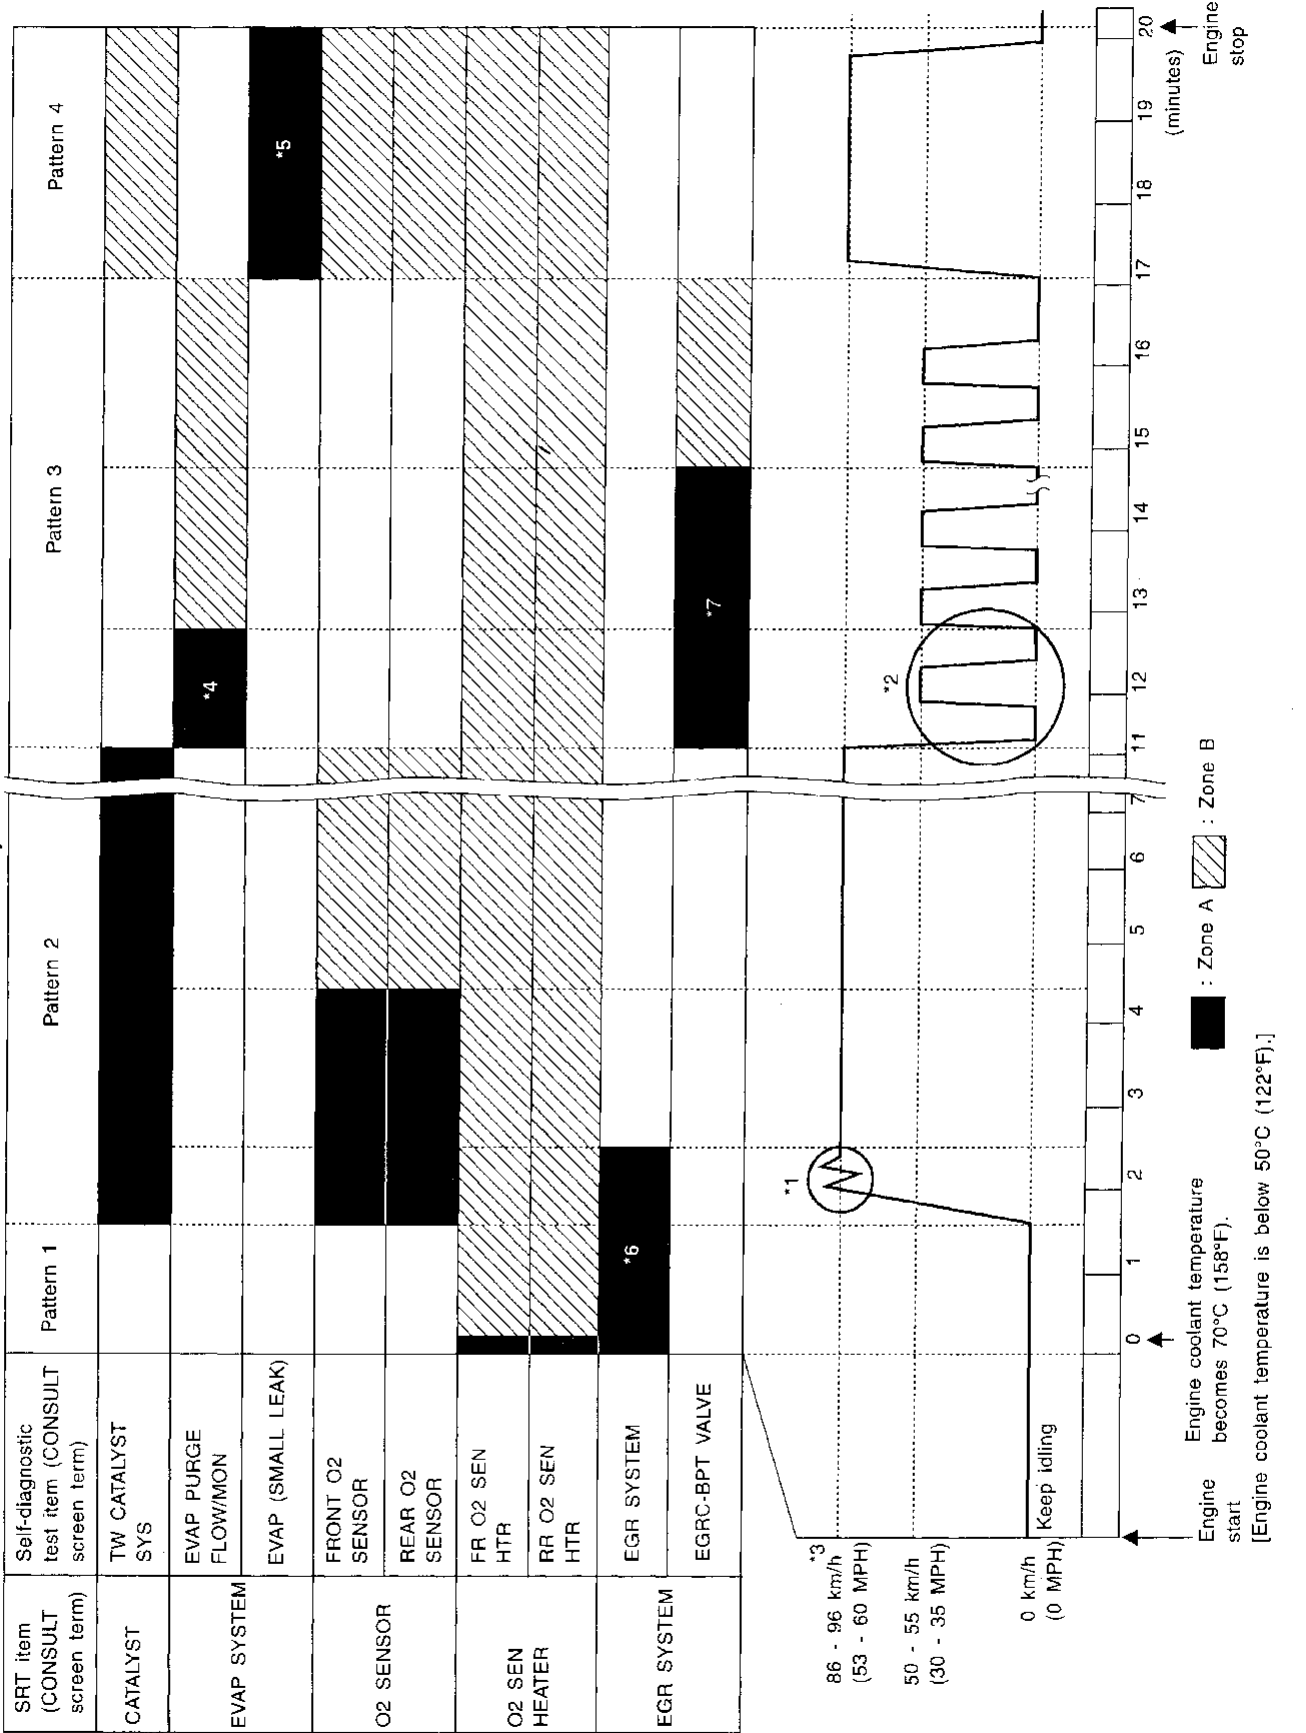 SRT item
(CONSULT
screen term)
Self-diagnostic
test item (CONSULT
screen term)
Pattern 1
Pattern 2
Pattern 3
Pattern 4
CATALYST
TW CATALYST
SYS
EVAP SYSTEM
EVAP PURGE
FLOW/MON
*4
EVAP (SMALL LEAK)
*5
O2 SENSOR
FRONT O2
SENSOR
REAR O2
SENSOR
O2 SEN
HEATER
FR O2 SEN
HTR
RR O2 SEN
HTR
EGR SYSTEM
EGR SYSTEM
*6
EGRC-BPT VALVE
*7
*1
*2
*3
86 - 96 km/h
(53 - 60 MPH)
50 - 55 km/h
(30 - 35 MPH)
0 km/h
(0 MPH)
Keep idling
0 1 2 3 4 5 6 7 11 12 13 14 15 16 17 18 19 20
(minutes)
Engine
start
Engine coolant temperature
becomes 70°C (158°F).
: Zone A
: Zone B
Engine
stop
[Engine coolant temperature is below 50°C (122°F).]